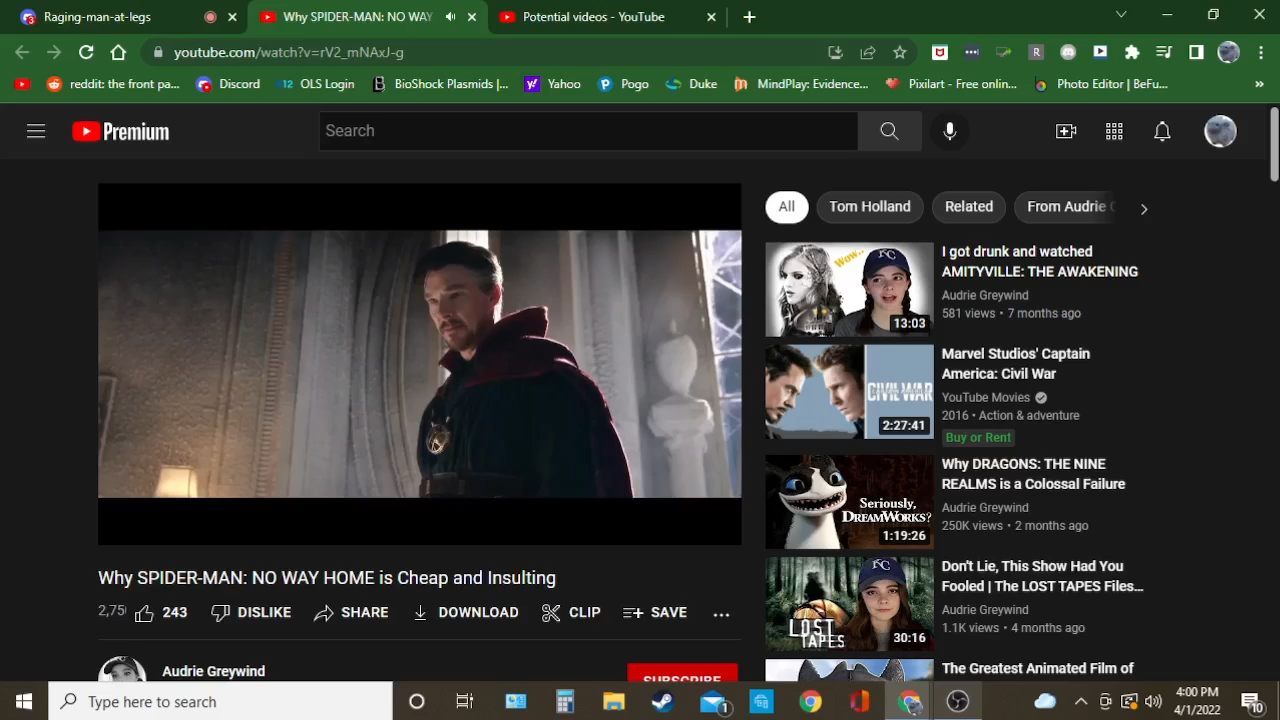 Raging-man-at-legs
Why SPIDER-MAN: NO WAY
Potential videos - YouTube
youtube.com/watch?v=rV2_mNAxJ-g
reddit: the front pa...
Discord
12 OLS Login
BioShock Plasmids |...
Yahoo
Pogo
Duke
MindPlay: Evidence...
Pixilart - Free onlin...
Photo Editor | BeFu...
Premium
Search
All
Tom Holland
Related
From Audrie G
Wow..
KC
13:03
I got drunk and watched
AMITYVILLE: THE AWAKENING
Audrie Greywind
581 views • 7 months ago
CIVIL WAR
2:27:41
Marvel Studios' Captain
America: Civil War
YouTube Movies
2016 • Action & adventure
Buy or Rent
Seriously,
DREAMWORKS?
1:19:26
Why DRAGONS: THE NINE
REALMS is a Colossal Failure
Audrie Greywind
250K views • 2 months ago
LOST
TAPES
KC
30:16
Don't Lie, This Show Had You
Fooled | The LOST TAPES Files...
Audrie Greywind
1.1K views • 4 months ago
The Greatest Animated Film of
Why SPIDER-MAN: NO WAY HOME is Cheap and Insulting
2,75
243
DISLIKE
SHARE
DOWNLOAD
CLIP
SAVE
Audrie Greywind
SUBSCRIBE
Type here to search
1
4:00 PM
4/1/2022
10